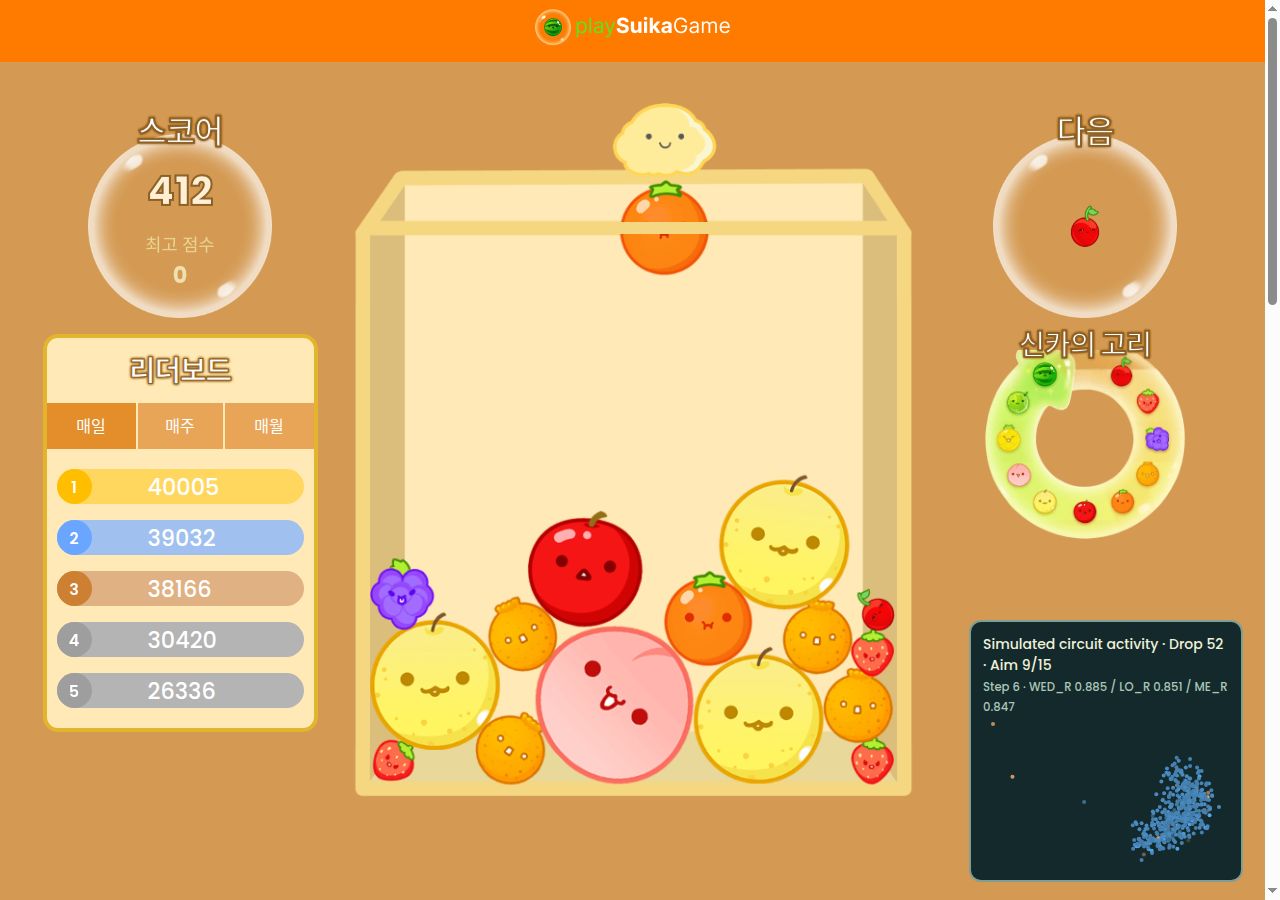 playSuikaGame
스코어
412
최고 점수
0
리더보드
매일 매주 매월
1 40005
2 39032
3 38166
4 30420
5 26336
다음
신카의 고리
Simulated circuit activity · Drop 52
· Aim 9/15
Step 6 · WED_R 0.885 / LO_R 0.851 / ME_R
0.847